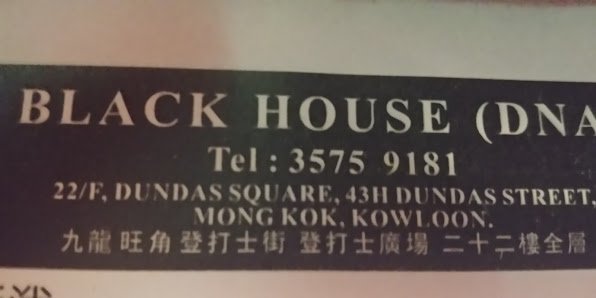 BLACK HOUSE (DNA
Tel : 3575 9181
22/F, DUNDAS SQUARE, 43H DUNDAS STREET,
MONG KOK, KOWLOON.
九龍 旺角 登打士街 登打士廣場 二十二樓全層